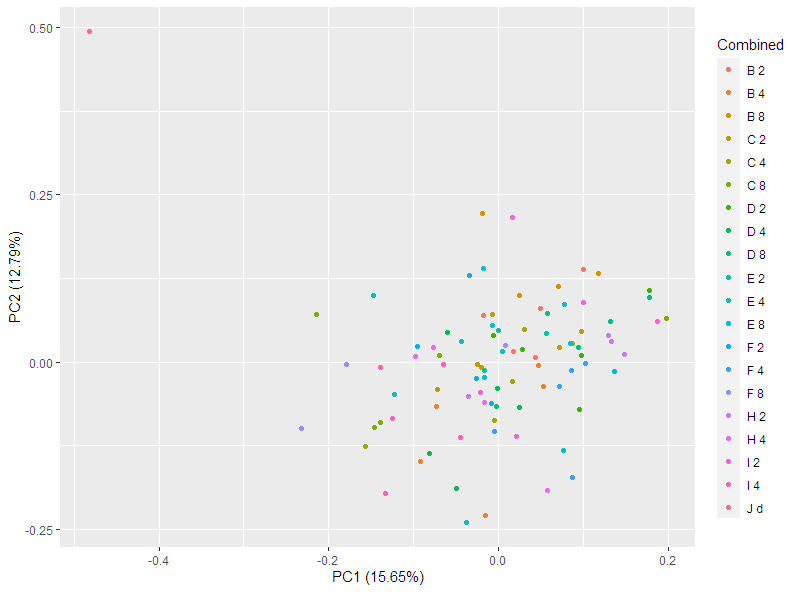 Combined
B 2
B 4
B 8
C 2
C 4
C 8
D 2
D 4
D 8
E 2
E 4
E 8
F 2
F 4
F 8
H 2
H 4
I 2
I 4
J d
PC2 (12.79%)
0.50
0.25
0.00
-0.25
-0.4
-0.2
0.0
0.2
PC1 (15.65%)